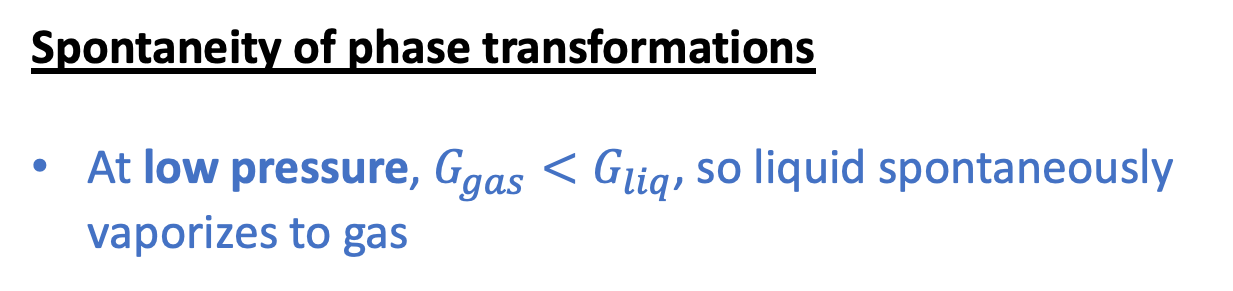 Spontaneity of phase transformations
• At low pressure, G_gas < G_liq, so liquid spontaneously
vaporizes to gas